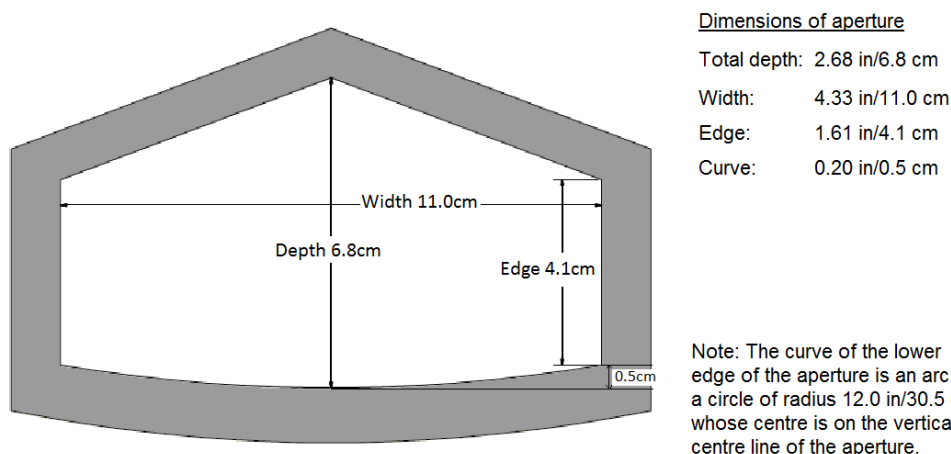 Dimensions of aperture
Total depth: 2.68 in/6.8 cm
Width: 4.33 in/11.0 cm
Edge: 1.61 in/4.1 cm
Curve: 0.20 in/0.5 cm
Width 11.0cm
Depth 6.8cm
Edge 4.1cm
0.5cm
Note: The curve of the lower
edge of the aperture is an arc
a circle of radius 12.0 in/30.5
whose centre is on the vertica
centre line of the aperture.